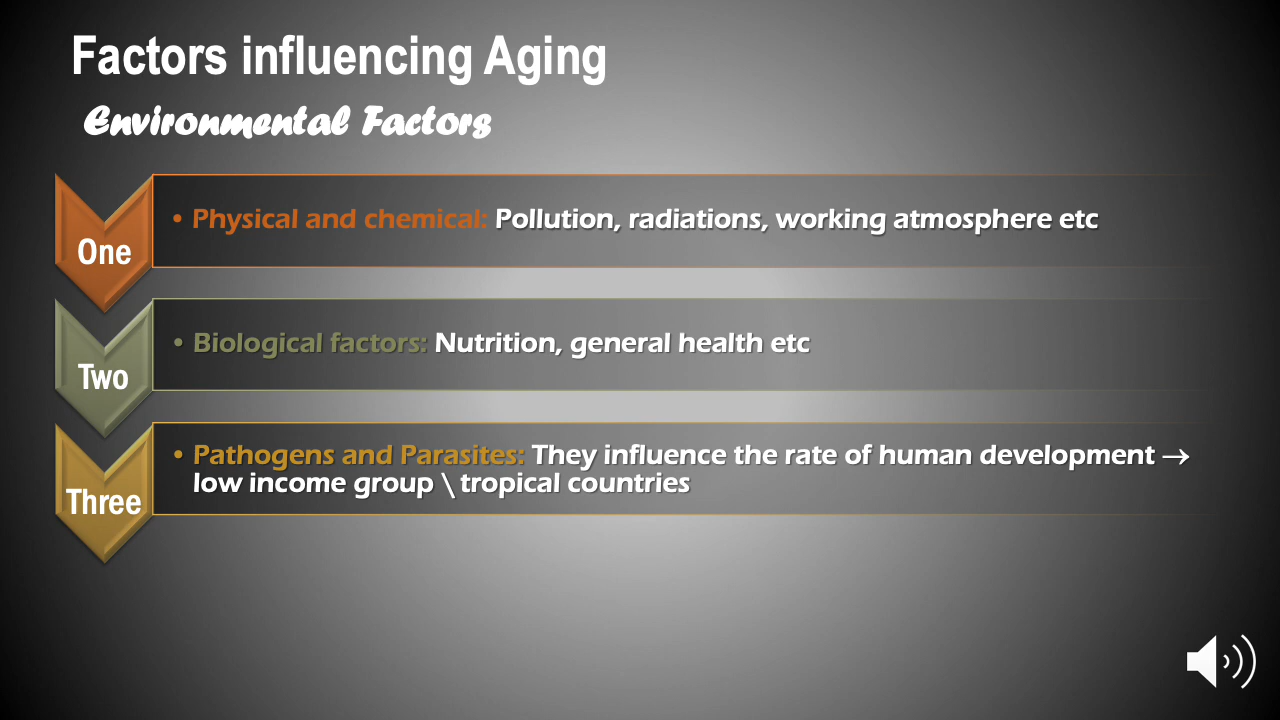 Factors influencing Aging
Environmental Factors
One
• Physical and chemical: Pollution, radiations, working atmosphere etc
Two
• Biological factors: Nutrition, general health etc
Three
• Pathogens and Parasites: They influence the rate of human development →
low income group \ tropical countries